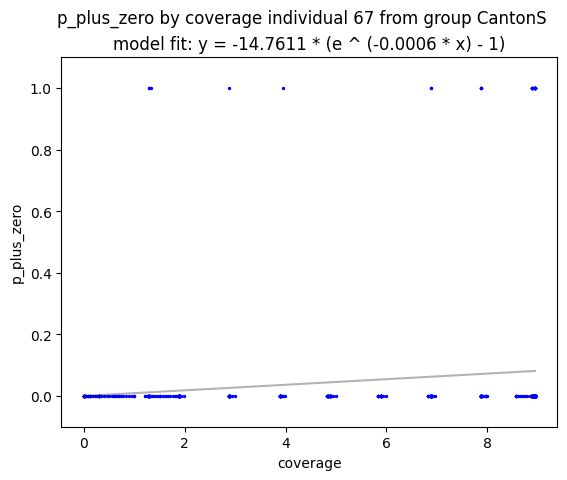 p_plus_zero by coverage individual 67 from group CantonS
model fit: y = -14.7611 * (e ^ (-0.0006 * x) - 1)
1.0
0.8
0.6
0.4
0.2
0.0
p_plus_zero
0 2 4 6 8
coverage